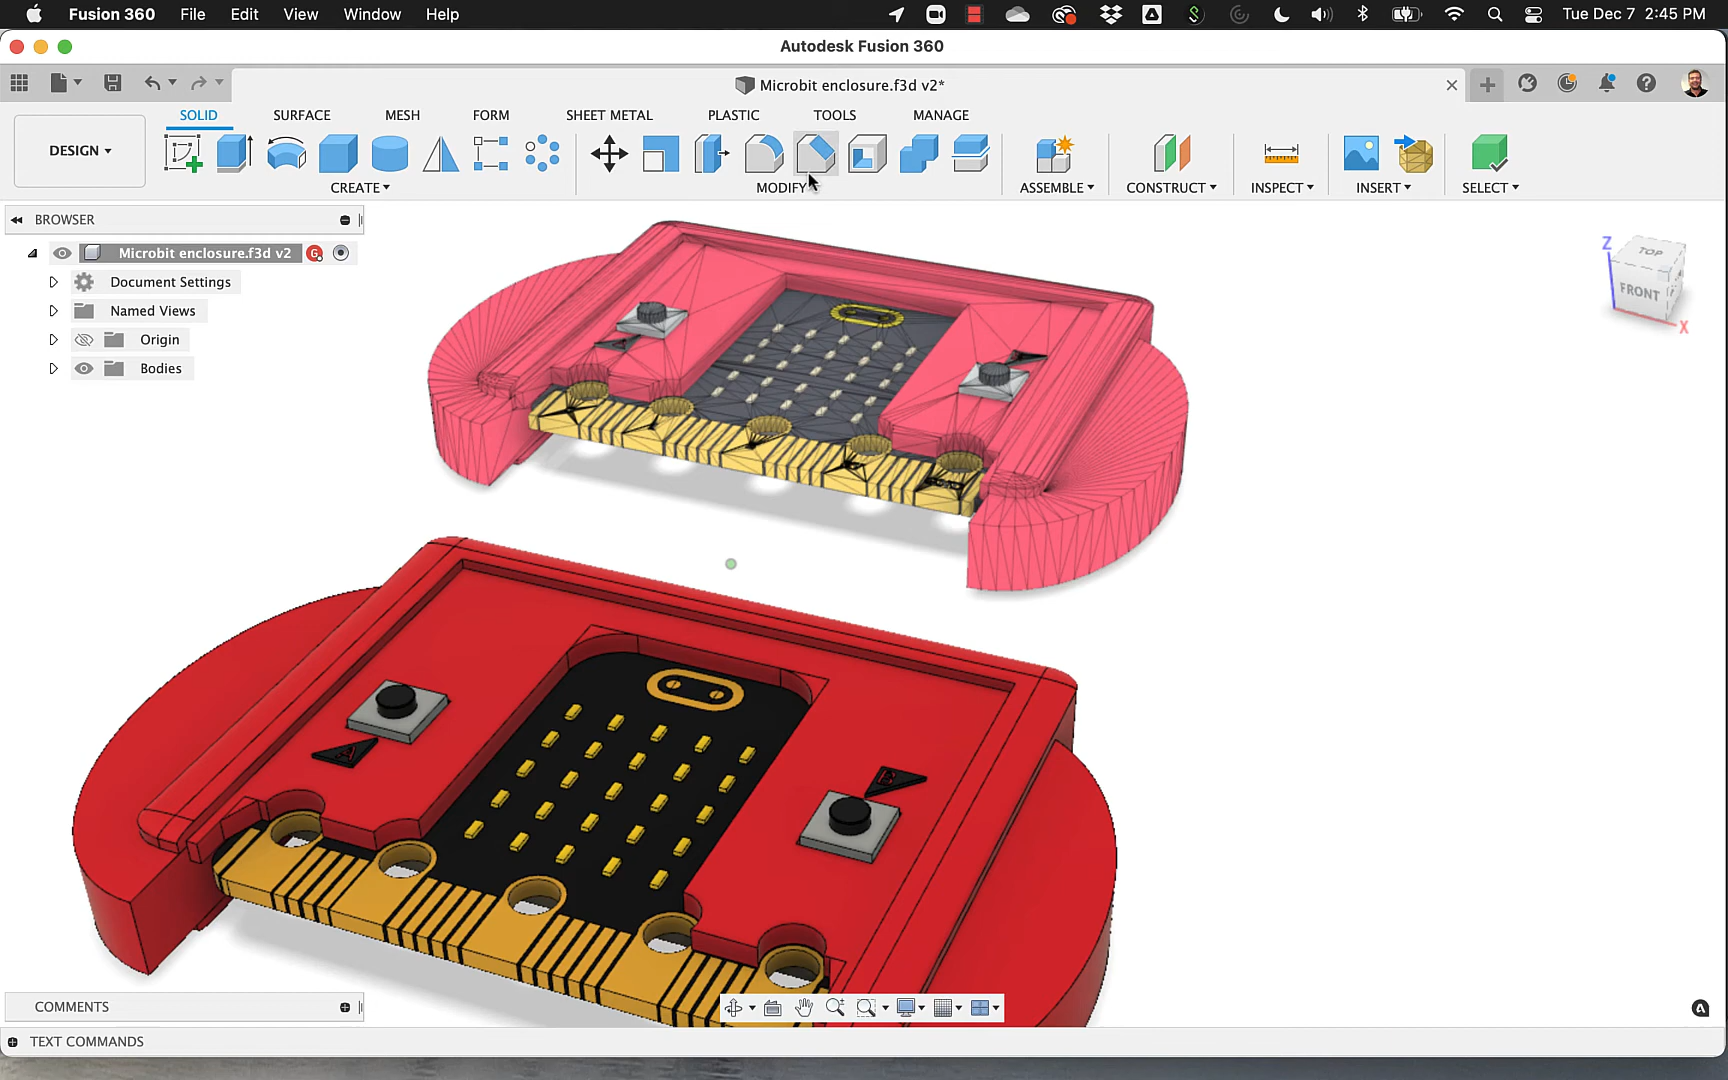 Fusion 360 File Edit View Window Help Tue Dec 7 2:45 PM
Autodesk Fusion 360
Microbit enclosure.f3d v2*
SOLID SURFACE MESH FORM SHEET METAL PLASTIC TOOLS MANAGE
DESIGN
CREATE MODIFY ASSEMBLE CONSTRUCT INSPECT INSERT SELECT
BROWSER
Microbit enclosure.f3d v2
Document Settings
Named Views
Origin
Bodies
Z
TOP
FRONT
X
A
B
COMMENTS
TEXT COMMANDS